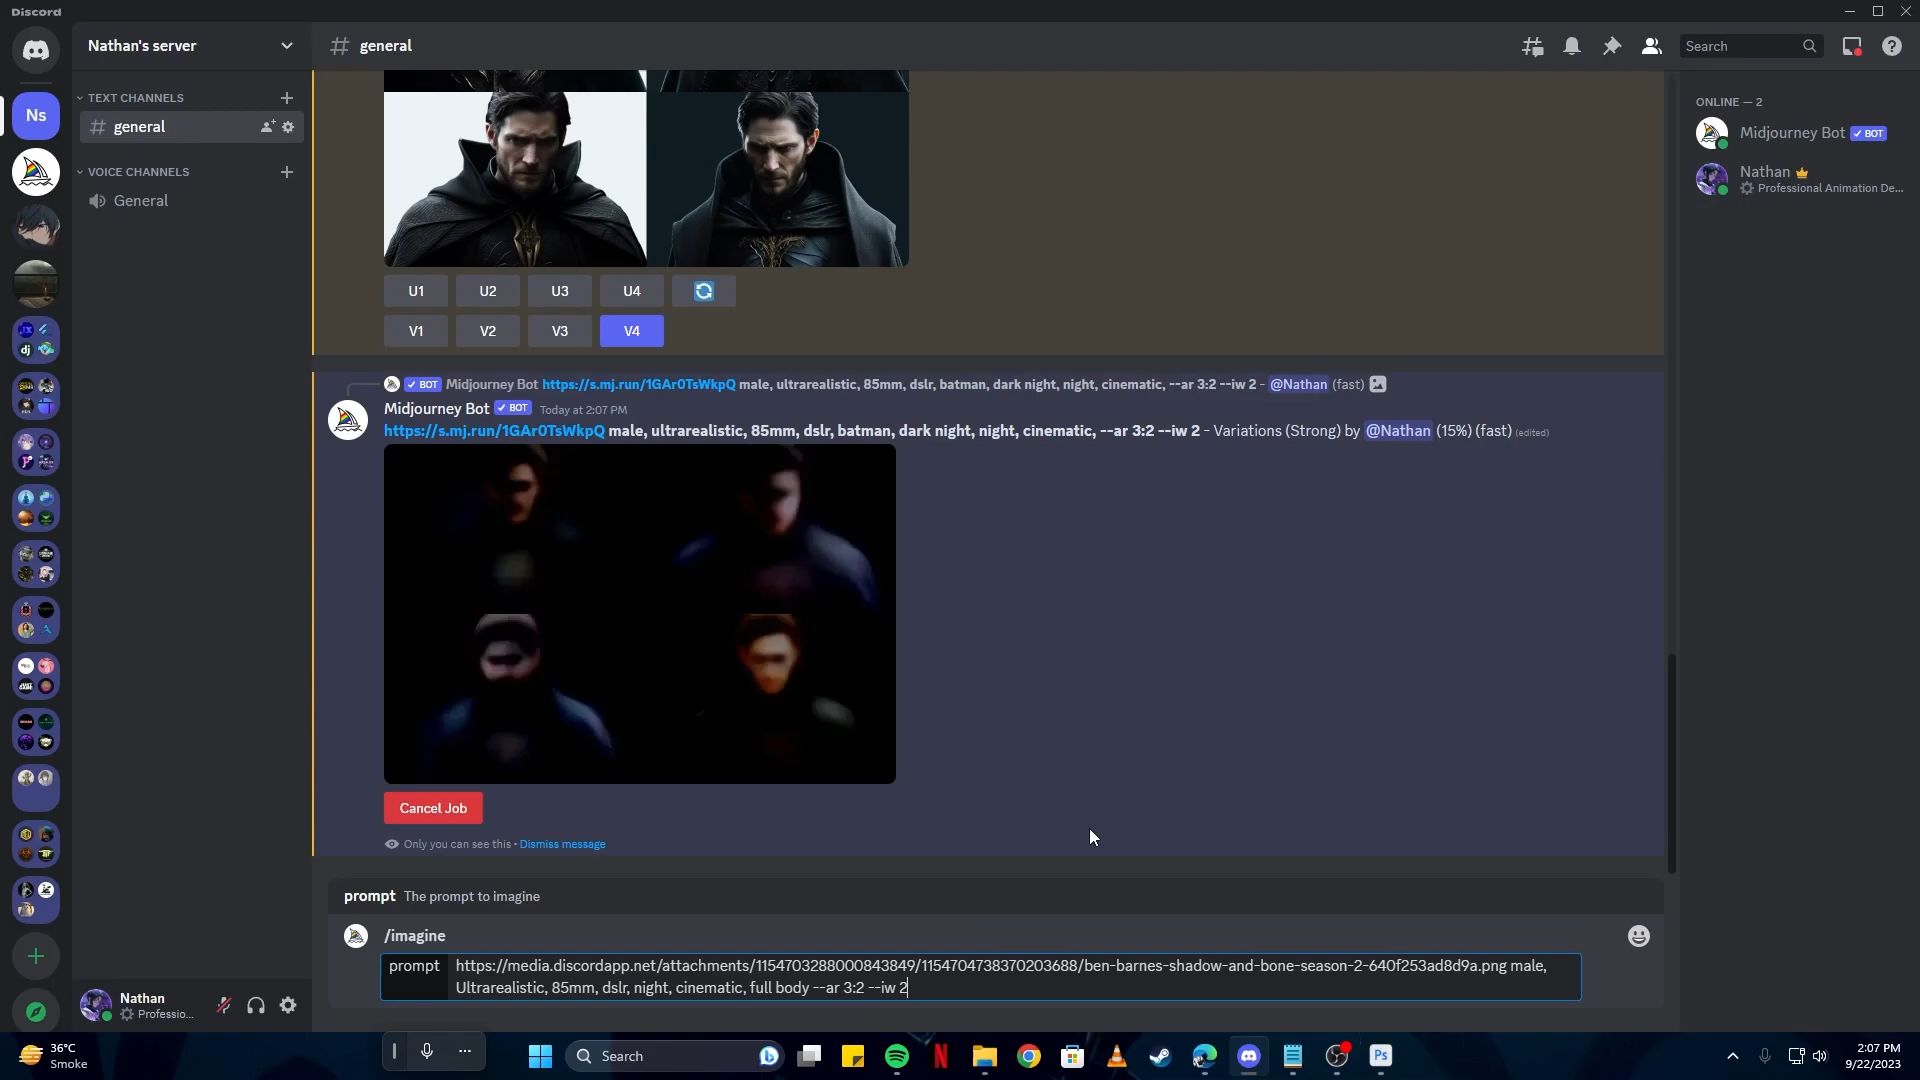 Discord
Nathan's server
general
Search
TEXT CHANNELS
general
VOICE CHANNELS
General
Ns
U1 U2 U3 U4
V1 V2 V3 V4
✓ BOT Midjourney Bot https://s.mj.run/1GAr0TsWkpQ male, ultrarealistic, 85mm, dslr, batman, dark night, night, cinematic, --ar 3:2 --iw 2 - @Nathan (fast)
Midjourney Bot ✓ BOT Today at 2:07 PM
https://s.mj.run/1GAr0TsWkpQ male, ultrarealistic, 85mm, dslr, batman, dark night, night, cinematic, --ar 3:2 --iw 2 - Variations (Strong) by @Nathan (15%) (fast) (edited)
Cancel Job
Only you can see this • Dismiss message
prompt The prompt to imagine
/imagine
prompt https://media.discordapp.net/attachments/1154703288000843849/1154704738370203688/ben-barnes-shadow-and-bone-season-2-640f253ad8d9a.png male,
Ultrarealistic, 85mm, dslr, night, cinematic, full body --ar 3:2 --iw 2
ONLINE — 2
Midjourney Bot ✓ BOT
Nathan
Professional Animation De...
Nathan
Professio...
36°C
Smoke
Search
Ps
2:07 PM
9/22/2023